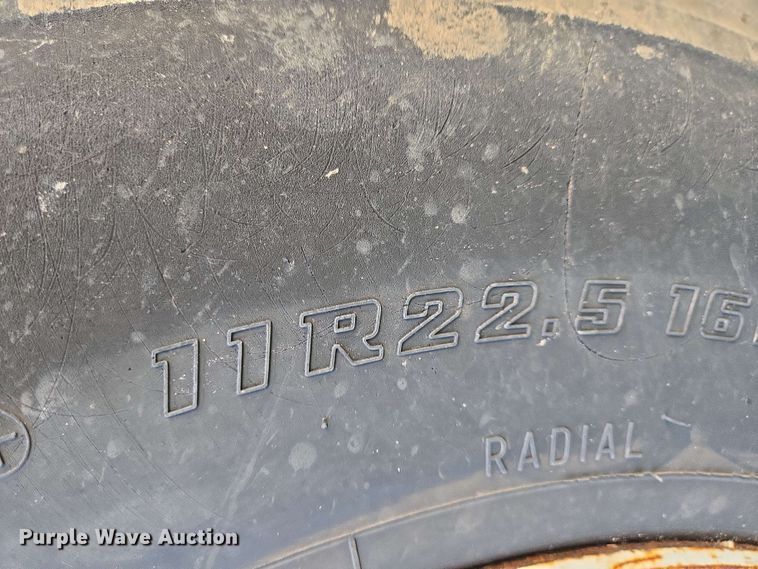 11R22.5 16
RADIAL
Purple Wave Auction